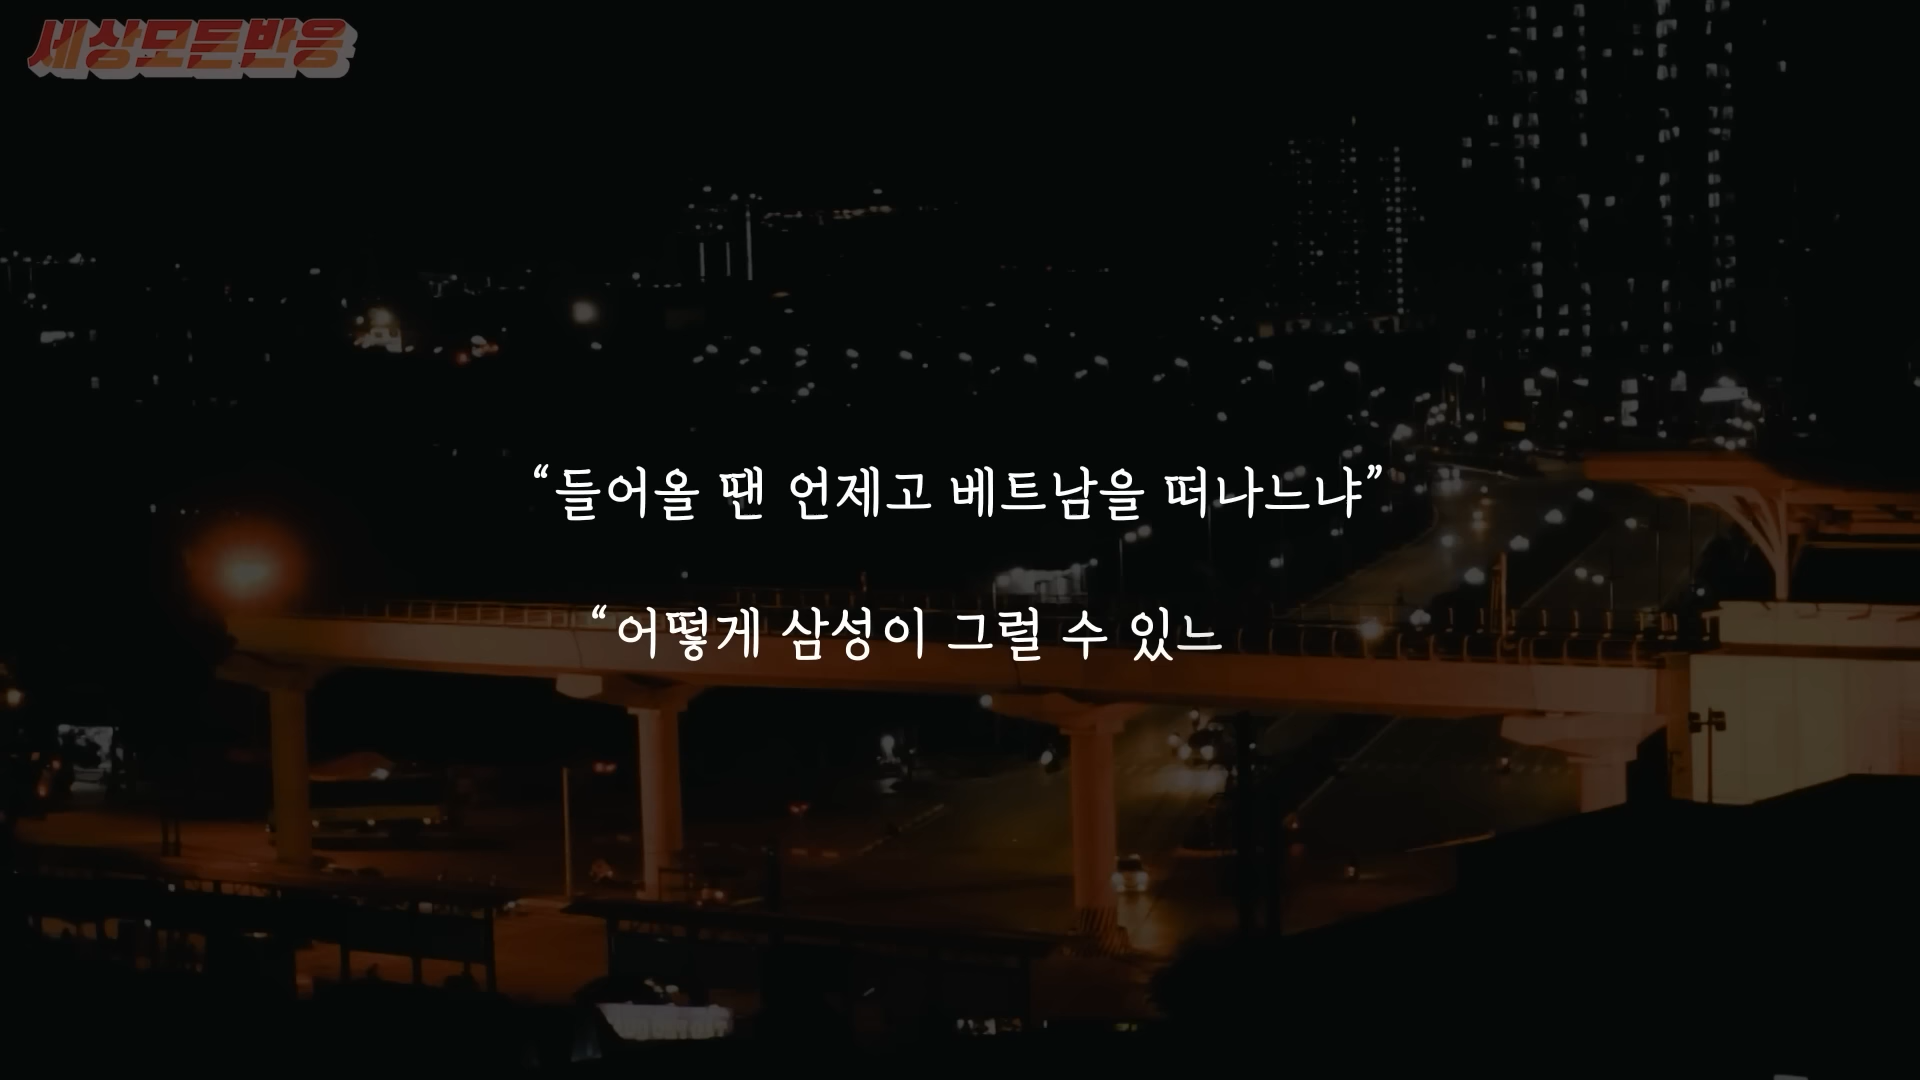 세상모든반응
“들어올 땐 언제고 베트남을 떠나느냐”
“어떻게 삼성이 그럴 수 있느